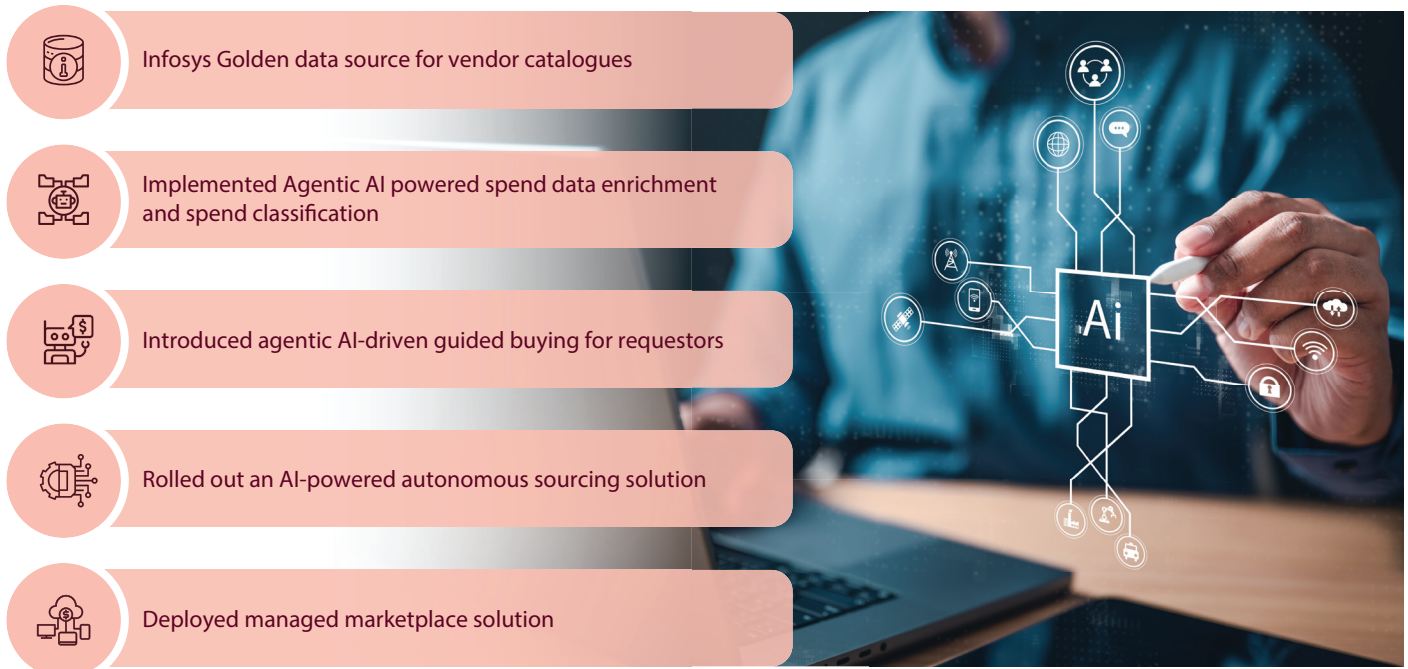 Infosys Golden data source for vendor catalogues
Implemented Agentic AI powered spend data enrichment
and spend classification
Introduced agentic AI-driven guided buying for requestors
Rolled out an AI-powered autonomous sourcing solution
Deployed managed marketplace solution
Ai